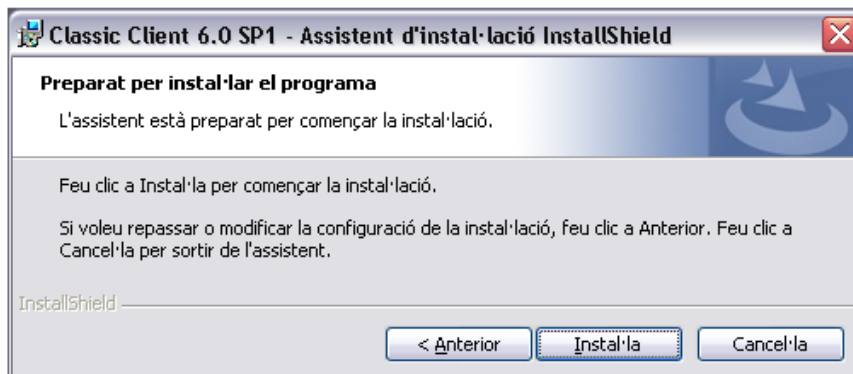 Classic Client 6.0 SP1 - Assistent d'instal·lació InstallShield
Preparat per instal·lar el programa
L'assistent està preparat per començar la instal·lació.
Feu clic a Instal·la per començar la instal·lació.
Si voleu repassar o modificar la configuració de la instal·lació, feu clic a Anterior. Feu clic a
Cancel·la per sortir de l'assistent.
InstallShield
< Anterior Instal·la Cancel·la